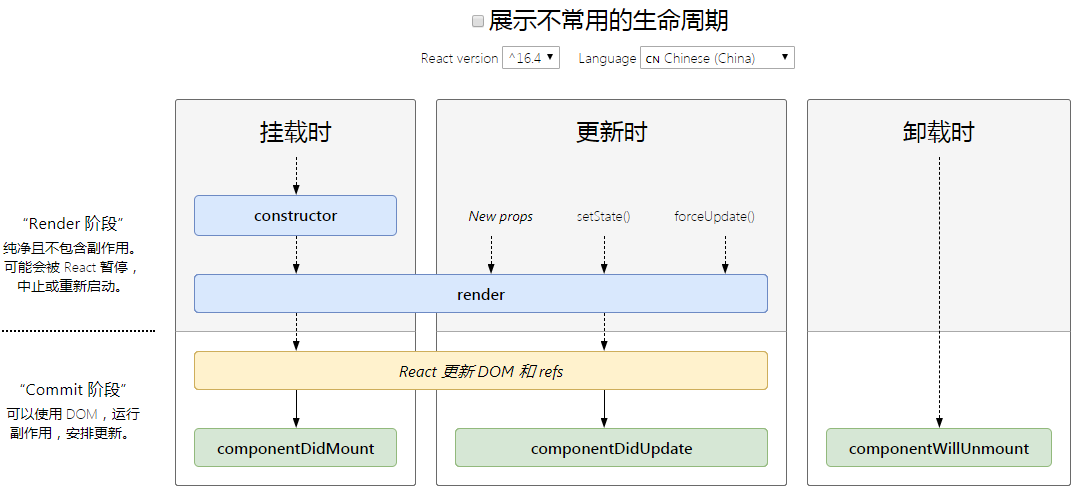 展示不常用的生命周期
React version ^16.4 Language CN Chinese (China)
挂载时
更新时
卸载时
“Render 阶段”
纯净且不包含副作用。
可能会被 React 暂停，
中止或重新启动。
constructor
New props
setState()
forceUpdate()
render
“Commit 阶段”
可以使用 DOM，运行
副作用，安排更新。
React 更新 DOM 和 refs
componentDidMount
componentDidUpdate
componentWillUnmount